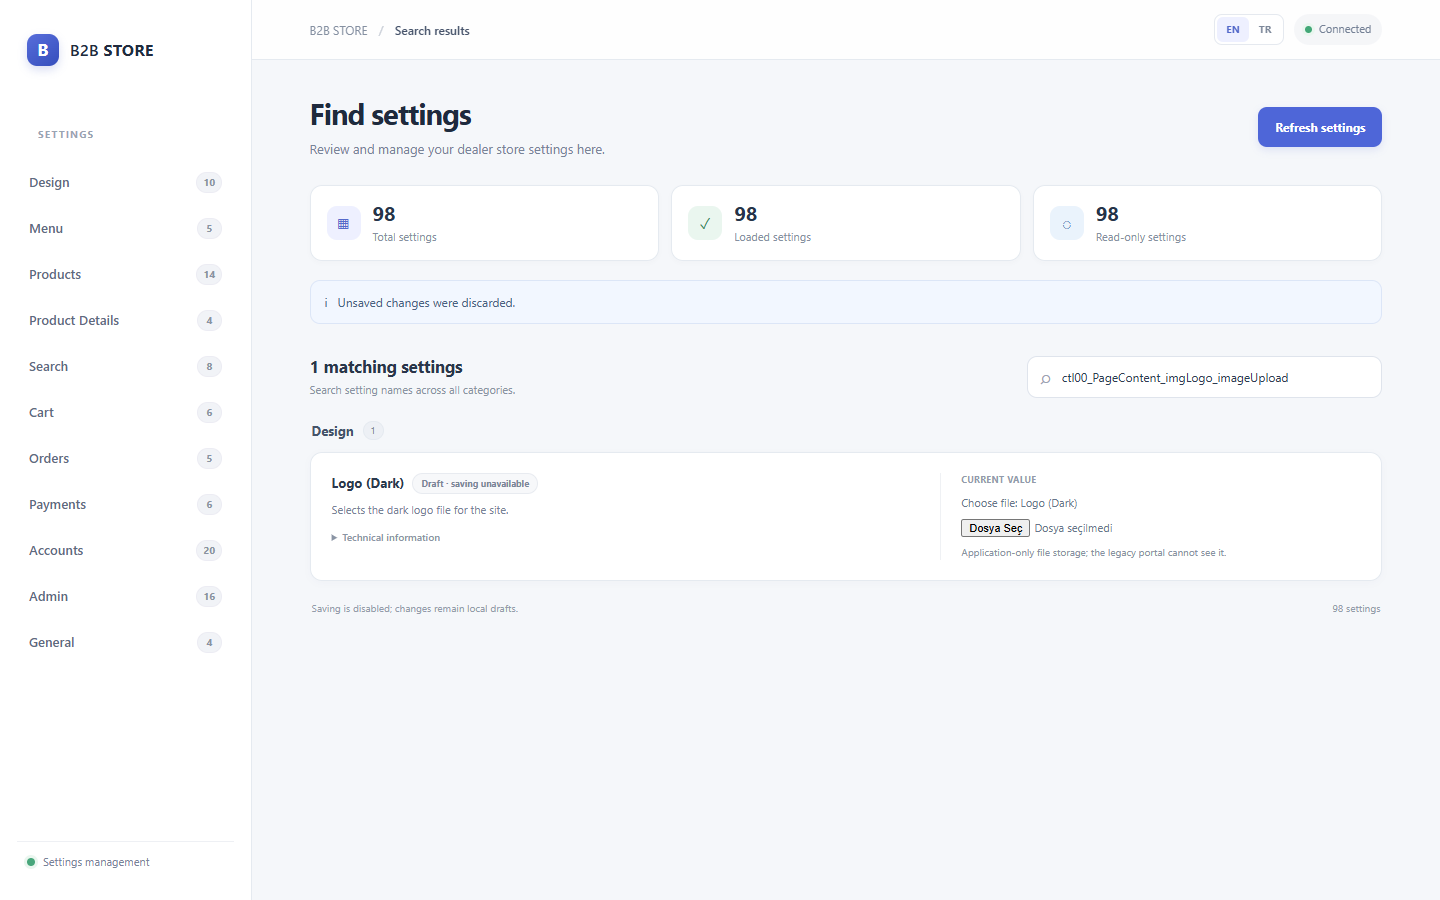 B B2B STORE
SETTINGS
Design 10
Menu 5
Products 14
Product Details 4
Search 8
Cart 6
Orders 5
Payments 6
Accounts 20
Admin 16
General 4
Settings management
B2B STORE / Search results
EN TR
Connected
Find settings
Review and manage your dealer store settings here.
Refresh settings
98
Total settings
98
Loaded settings
98
Read-only settings
i Unsaved changes were discarded.
1 matching settings
Search setting names across all categories.
ctl00_PageContent_imgLogo_imageUpload
Design 1
Logo (Dark) Draft · saving unavailable
Selects the dark logo file for the site.
Technical information
CURRENT VALUE
Choose file: Logo (Dark)
Dosya Seç Dosya seçilmedi
Application-only file storage; the legacy portal cannot see it.
Saving is disabled; changes remain local drafts.
98 settings